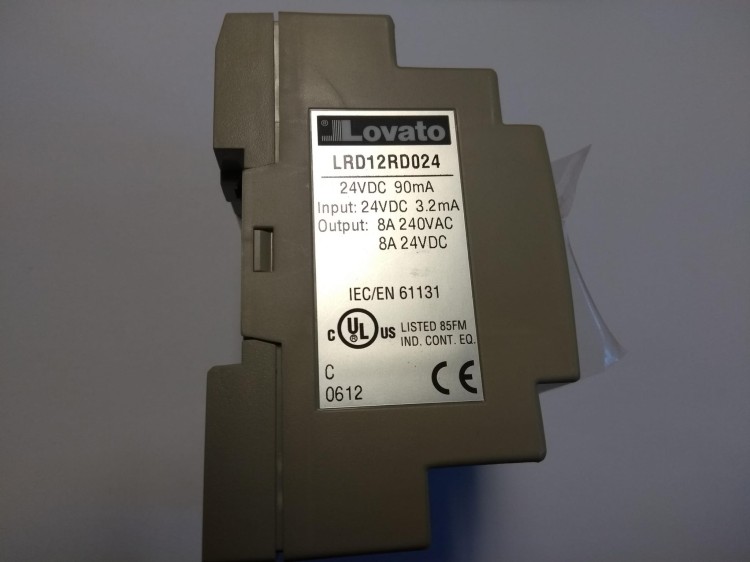 ® Lovato
LRD12RD024
24VDC 90mA
Input: 24VDC 3.2mA
Output: 8A 240VAC
8A 24VDC
IEC/EN 61131
C UL US LISTED 85FM
IND. CONT. EQ.
C
0612 CE